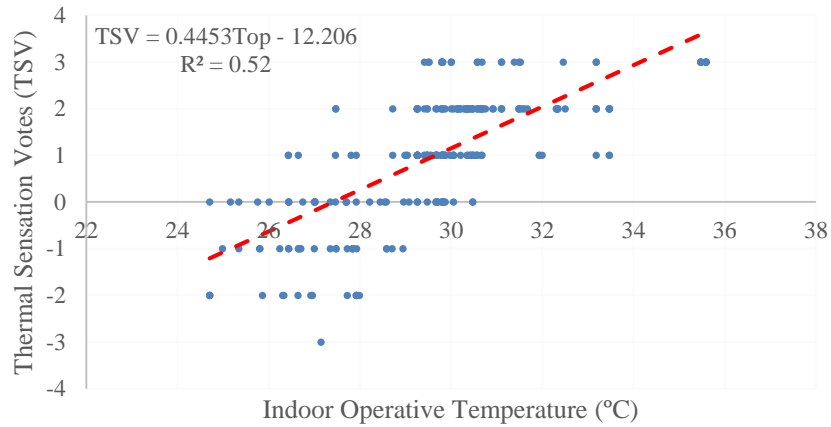 4
TSV = 0.4453Top - 12.206
R² = 0.52
3
2
1
0
22 24 26 28 30 32 34 36 38
-1
-2
-3
-4
Thermal Sensation Votes (TSV)
Indoor Operative Temperature (ºC)